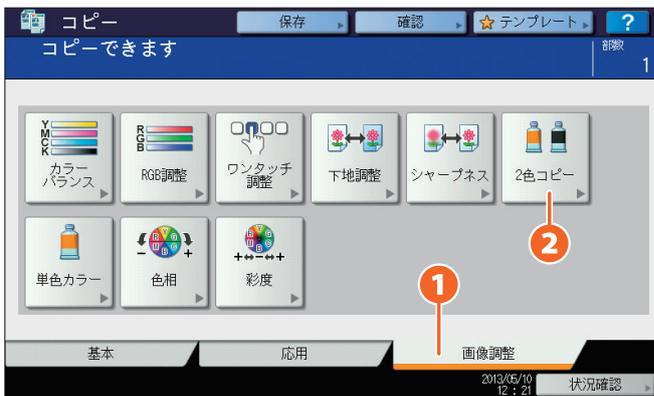 コピー
保存
確認
テンプレート
?
コピーできます
部数
1
Y
M
C
K
カラー
バランス
R
G
B
RGB調整
ワンタッチ
調整
下地調整
シャープネス
2色コピー
単色カラー
色相
彩度
1
2
基本
応用
画像調整
2013/05/10
12:21
状況確認